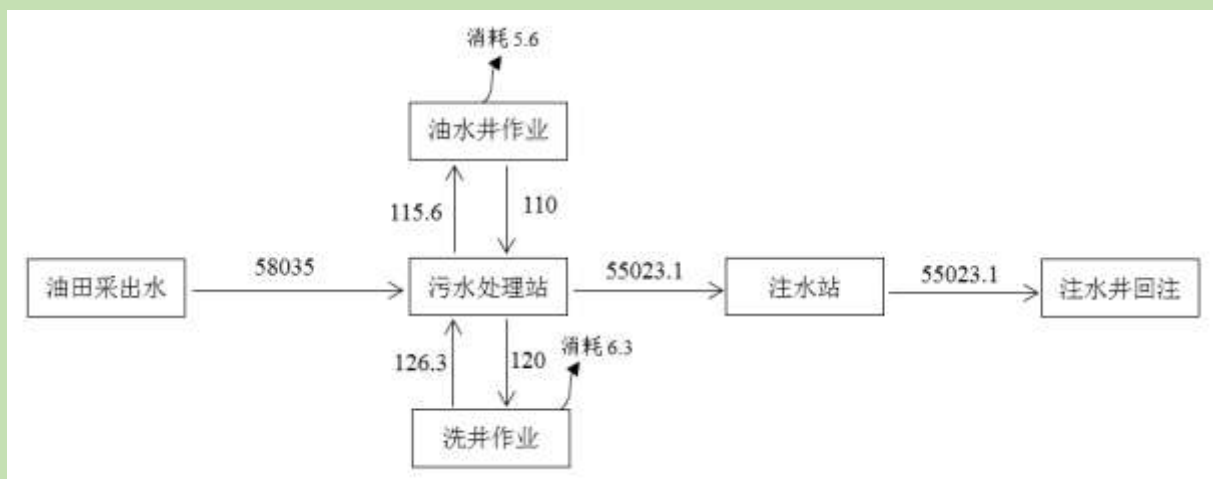 消耗 5.6
油水井作业
115.6
110
油田采出水
58035
污水处理站
55023.1
注水站
55023.1
注水井回注
126.3
120
消耗 6.3
洗井作业